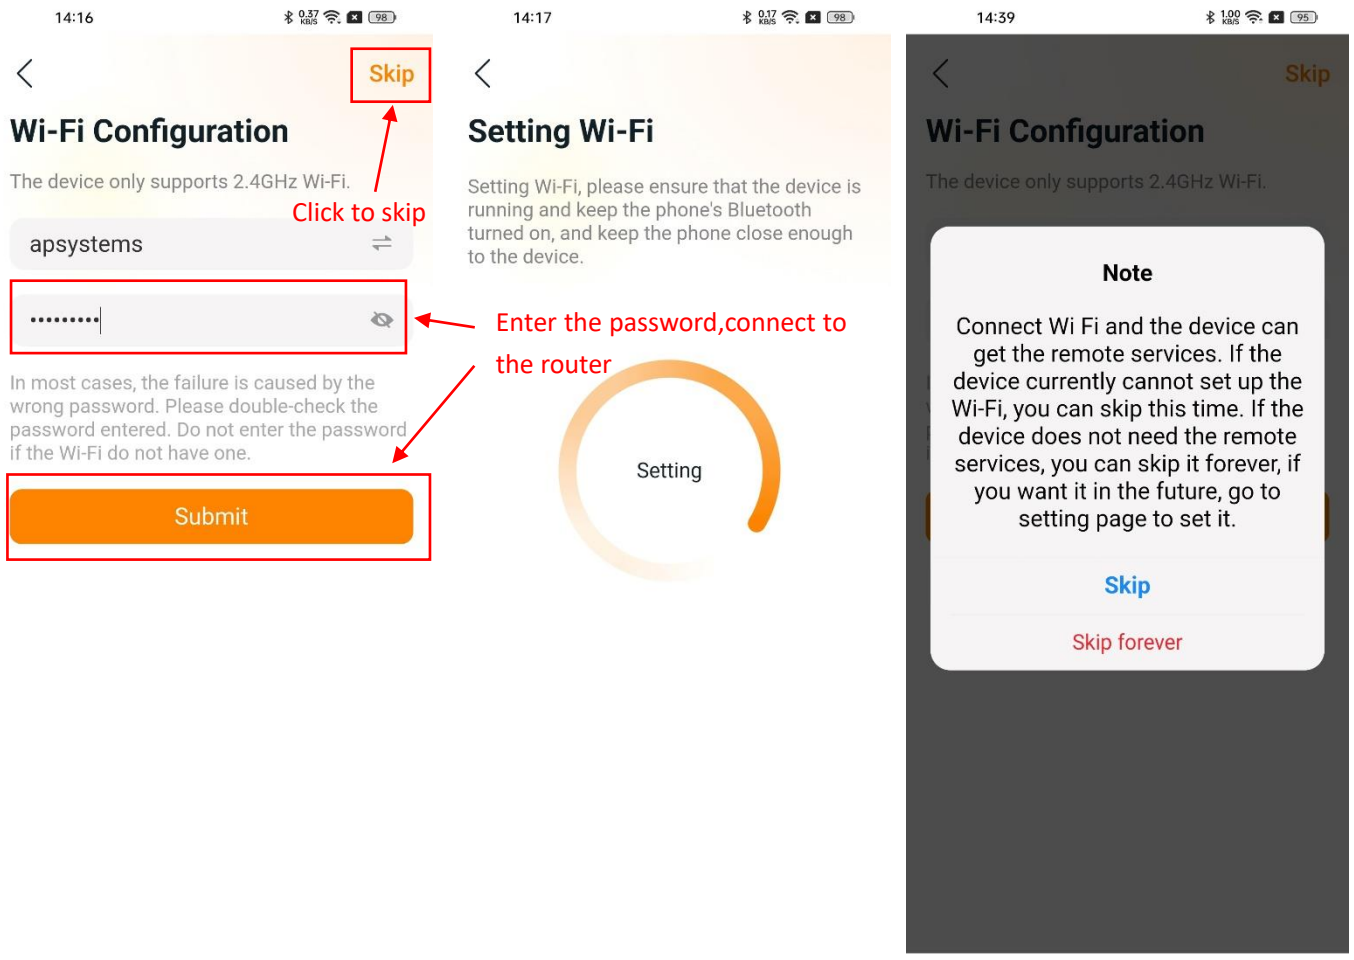 14:16
0.37 KB/S
98
Skip
Wi-Fi Configuration
The device only supports 2.4GHz Wi-Fi.
Click to skip
apsystems
•••••••••
In most cases, the failure is caused by the
wrong password. Please double-check the
password entered. Do not enter the password
if the Wi-Fi do not have one.
Submit
14:17
0.17 KB/S
98
Setting Wi-Fi
Setting Wi-Fi, please ensure that the device is
running and keep the phone's Bluetooth
turned on, and keep the phone close enough
to the device.
Enter the password,connect to
the router
Setting
14:39
1.00 KB/S
95
Skip
Wi-Fi Configuration
The device only supports 2.4GHz Wi-Fi.
Note
Connect Wi Fi and the device can
get the remote services. If the
device currently cannot set up the
Wi-Fi, you can skip this time. If the
device does not need the remote
services, you can skip it forever, if
you want it in the future, go to
setting page to set it.
Skip
Skip forever